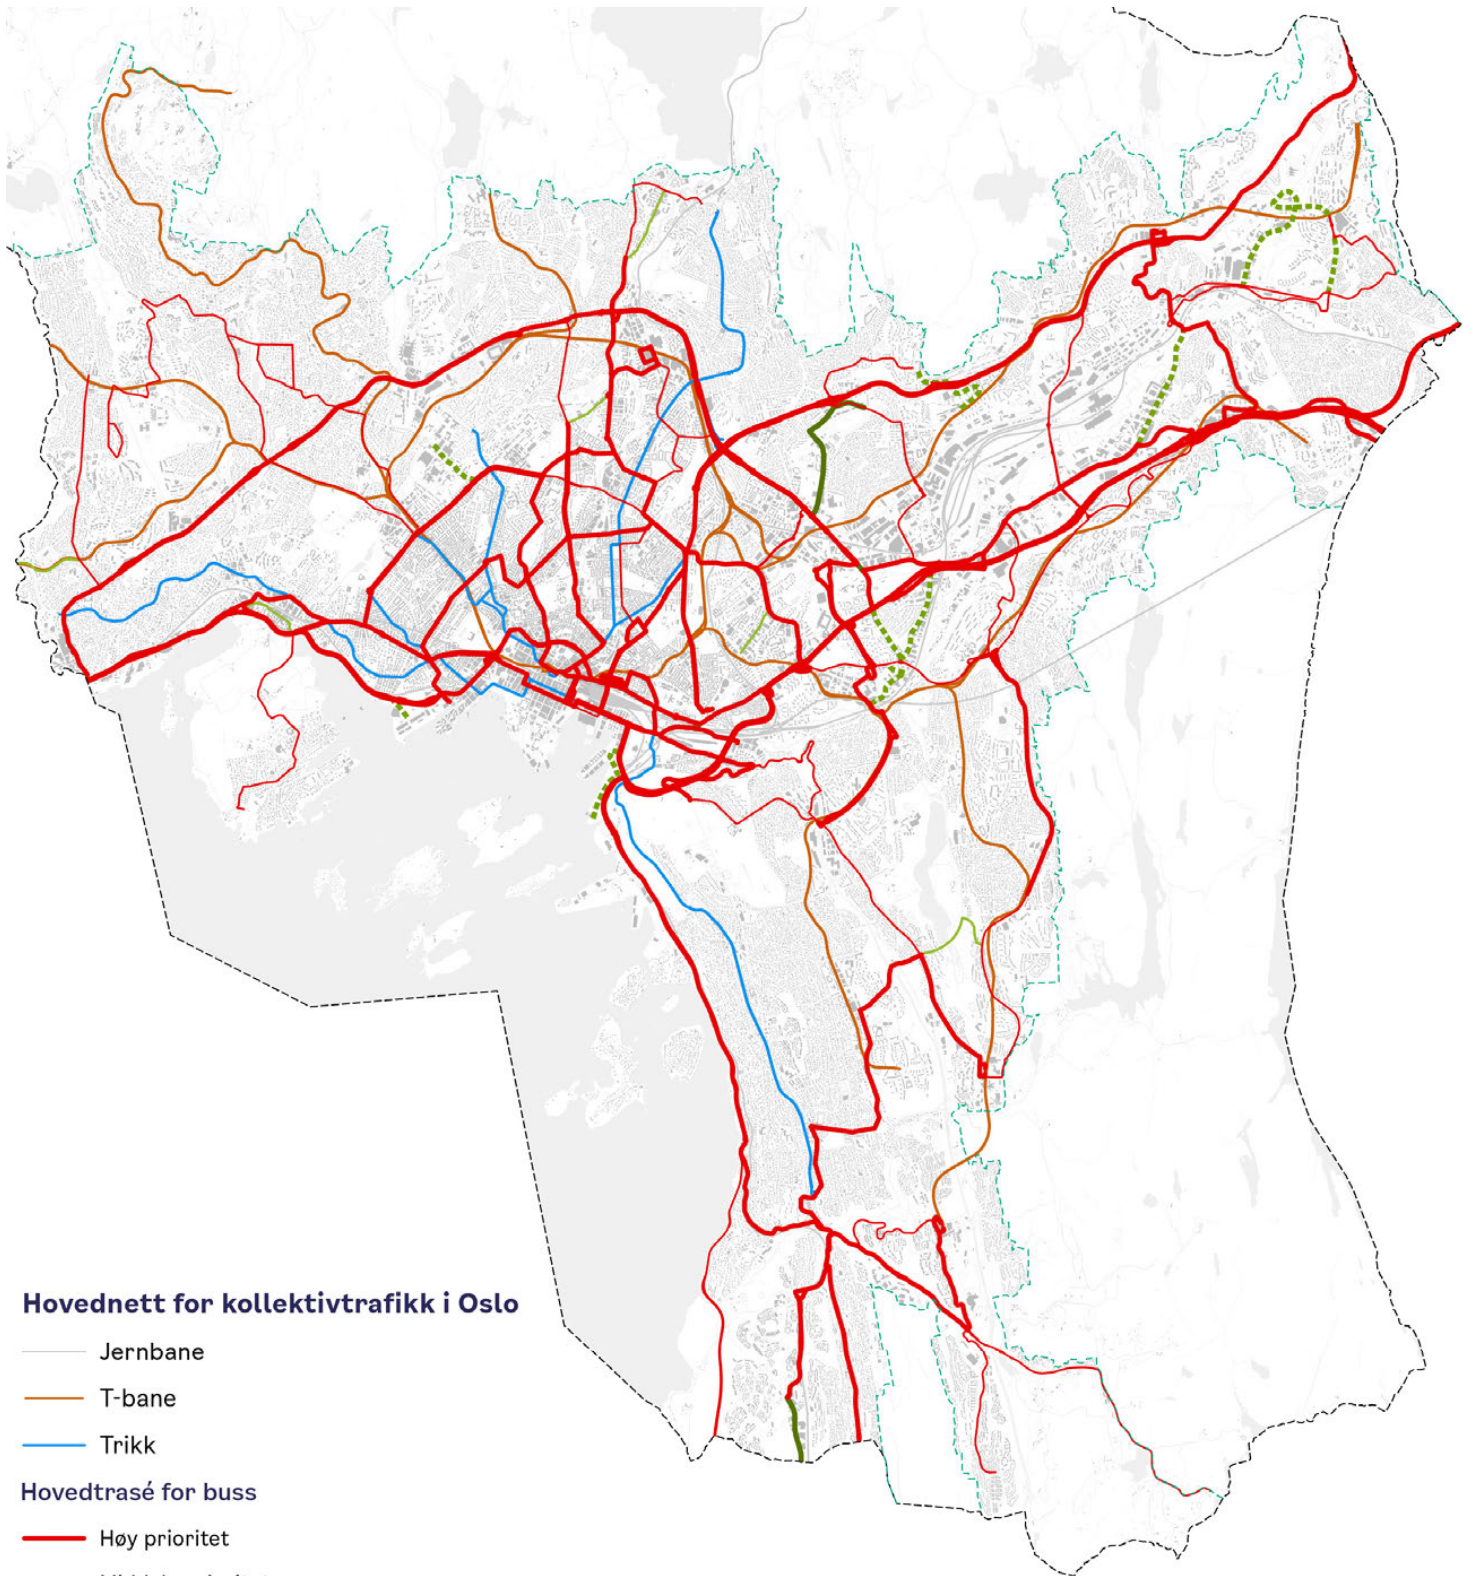 Hovednett for kollektivtrafikk i Oslo
Jernbane
T-bane
Trikk
Hovedtrasé for buss
Høy prioritet